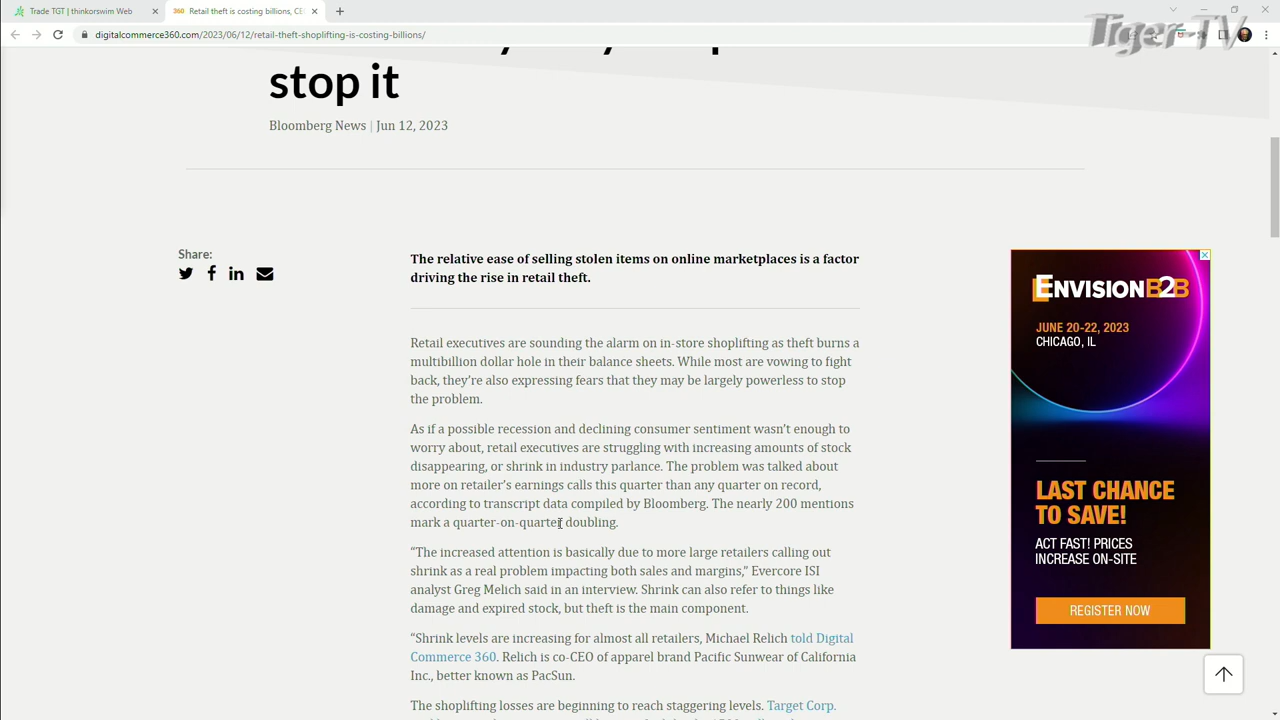 Trade TGT | thinkorswim Web
360 Retail theft is costing billions, CE
digitalcommerce360.com/2023/06/12/retail-theft-shoplifting-is-costing-billions/
Tiger-TV
stop it
Bloomberg News | Jun 12, 2023
Share:
The relative ease of selling stolen items on online marketplaces is a factor
driving the rise in retail theft.
Retail executives are sounding the alarm on in-store shoplifting as theft burns a
multibillion dollar hole in their balance sheets. While most are vowing to fight
back, they’re also expressing fears that they may be largely powerless to stop
the problem.
As if a possible recession and declining consumer sentiment wasn’t enough to
worry about, retail executives are struggling with increasing amounts of stock
disappearing, or shrink in industry parlance. The problem was talked about
more on retailer’s earnings calls this quarter than any quarter on record,
according to transcript data compiled by Bloomberg. The nearly 200 mentions
mark a quarter-on-quarter doubling.
“The increased attention is basically due to more large retailers calling out
shrink as a real problem impacting both sales and margins,” Evercore ISI
analyst Greg Melich said in an interview. Shrink can also refer to things like
damage and expired stock, but theft is the main component.
“Shrink levels are increasing for almost all retailers, Michael Relich told Digital
Commerce 360. Relich is co-CEO of apparel brand Pacific Sunwear of California
Inc., better known as PacSun.
The shoplifting losses are beginning to reach staggering levels. Target Corp.
ENVISIONB2B
JUNE 20-22, 2023
CHICAGO, IL
LAST CHANCE
TO SAVE!
ACT FAST! PRICES
INCREASE ON-SITE
REGISTER NOW